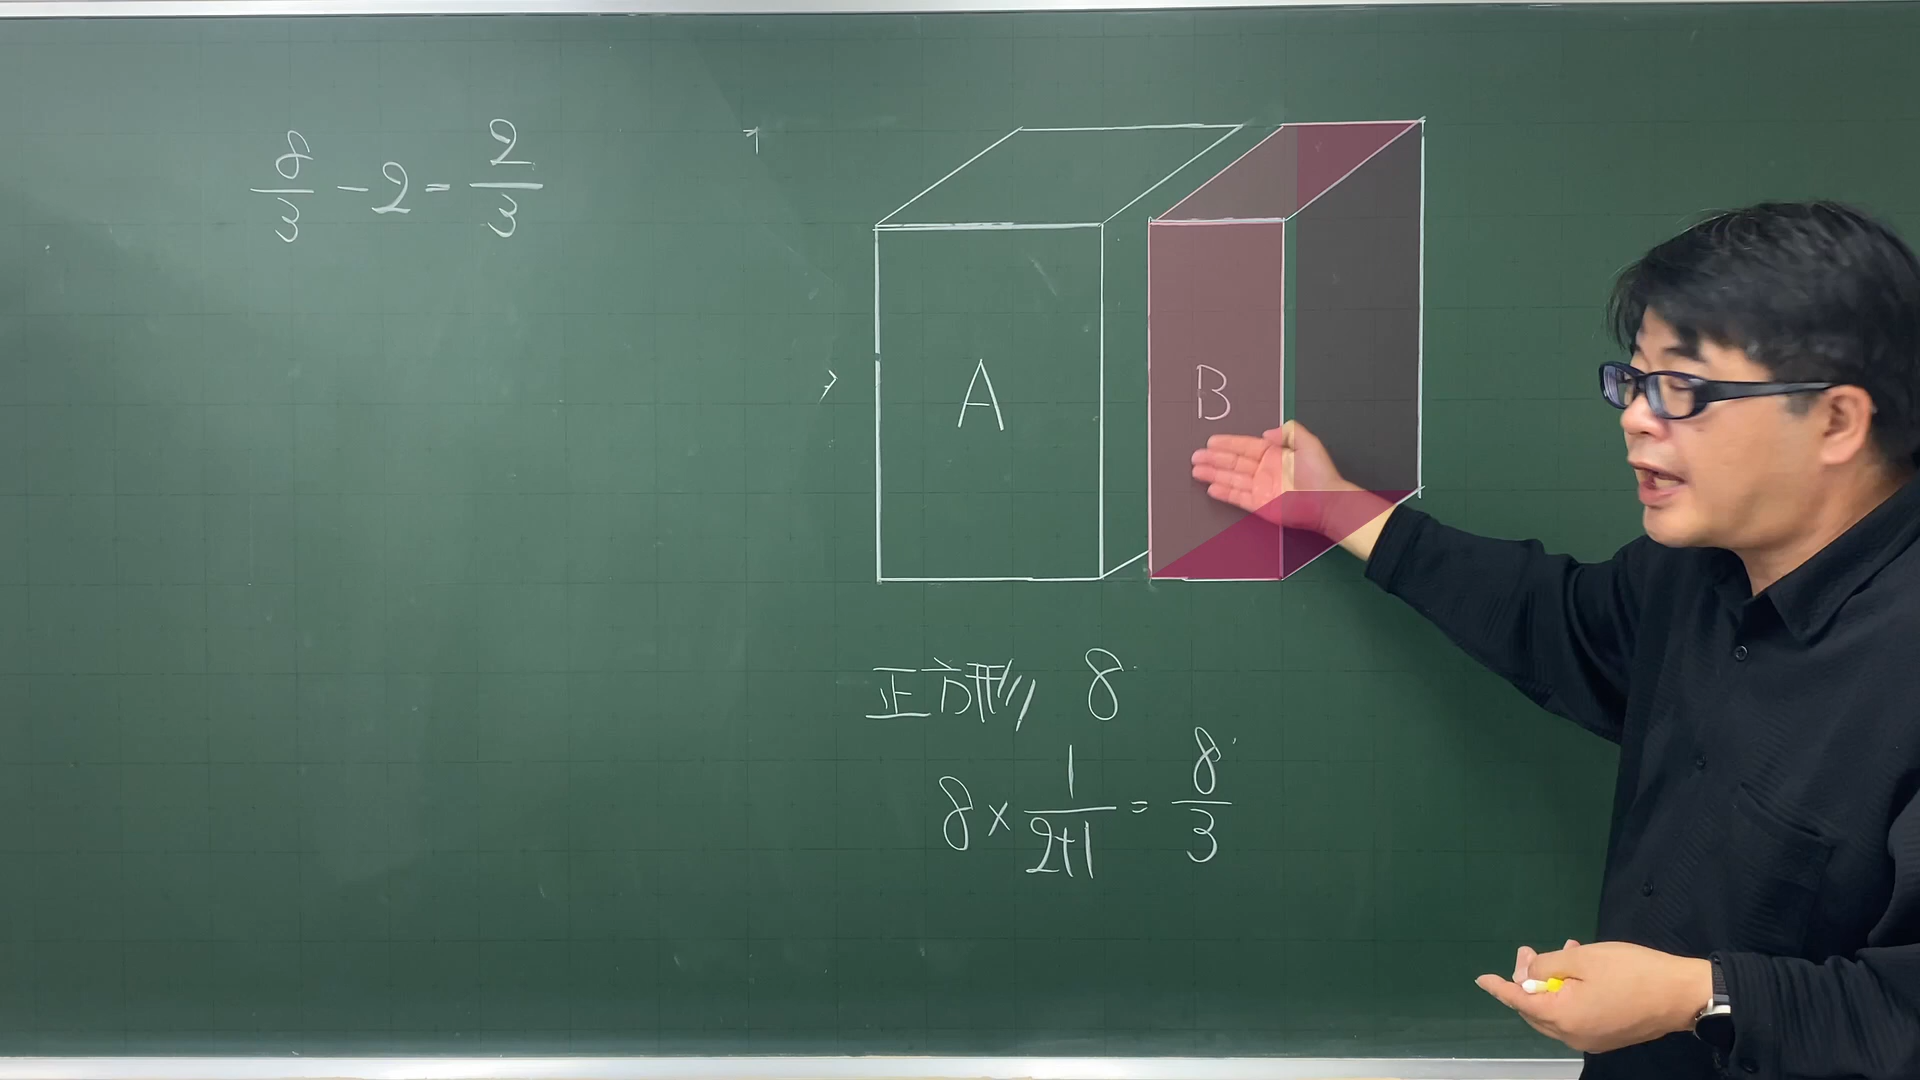 8/3 - 2 = 2/3
A
B
正方形 8
8 × 1/(2+1) = 8/3